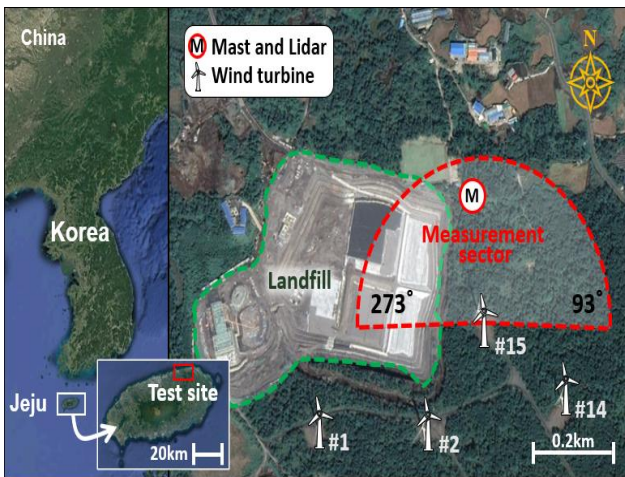 China
Korea
Jeju
Test site
20km
M Mast and Lidar
Wind turbine
N
M
Measurement
sector
Landfill
273°
93°
#15
#14
#1
#2
0.2km